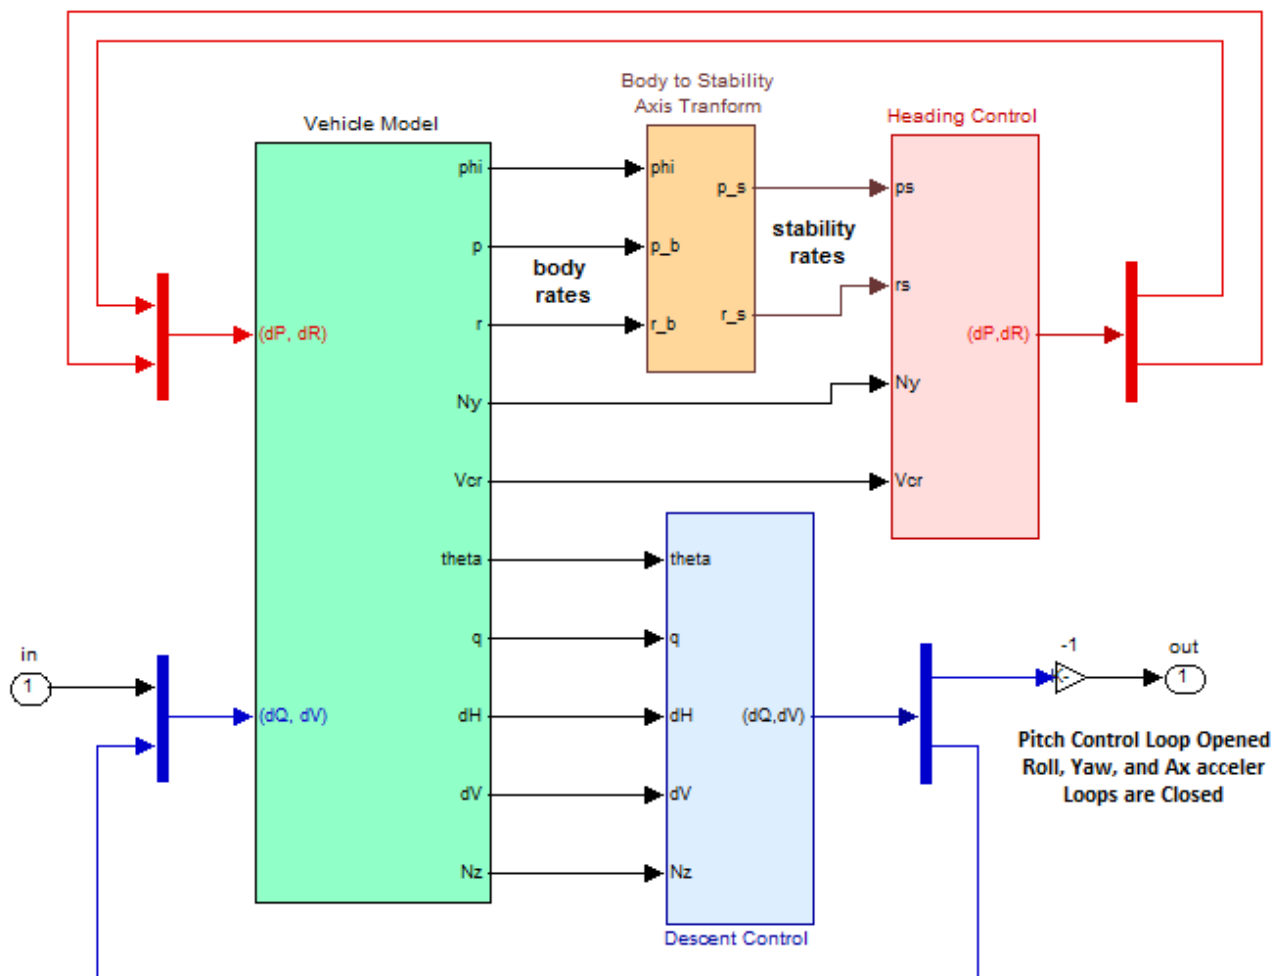 Body to Stability
Axis Tranform
Vehicle Model
Heading Control
phi
phi
p_s
ps
stability
rates
p
p_b
body
rates
r
r_b
r_s
rs
(dP, dR)
(dP,dR)
Ny
Ny
Vcr
Vcr
theta
theta
q
q
in
1
-1
out
1
(dQ, dV)
dH
dH
(dQ,dV)
Pitch Control Loop Opened
Roll, Yaw, and Ax acceler
Loops are Closed
dV
dV
Nz
Nz
Descent Control